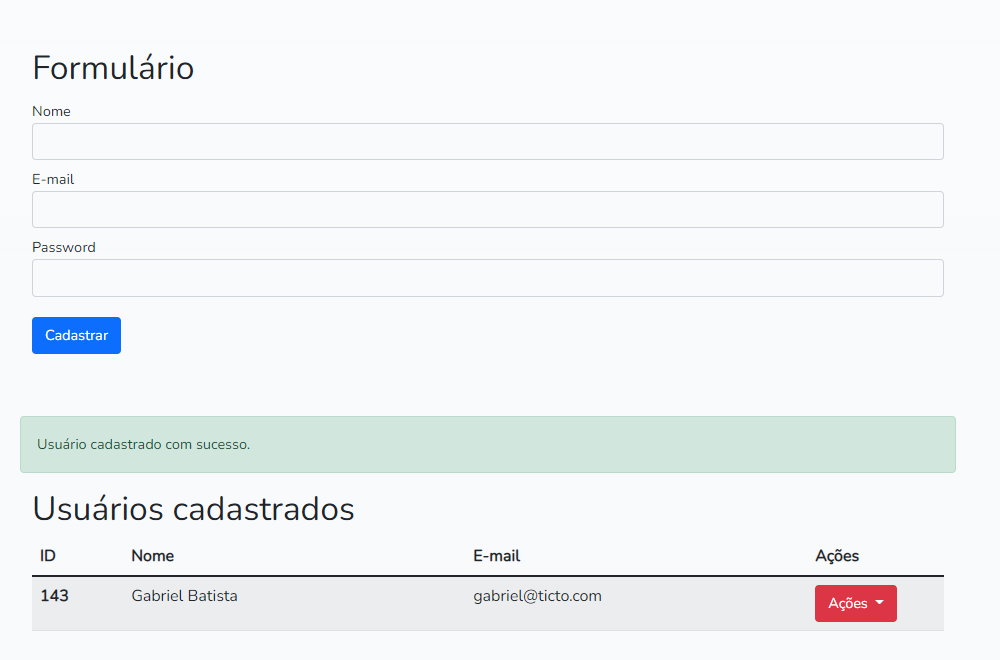 Formulário
Nome
E-mail
Password
Cadastrar
Usuário cadastrado com sucesso.
Usuários cadastrados
ID Nome E-mail Ações
143 Gabriel Batista gabriel@ticto.com Ações